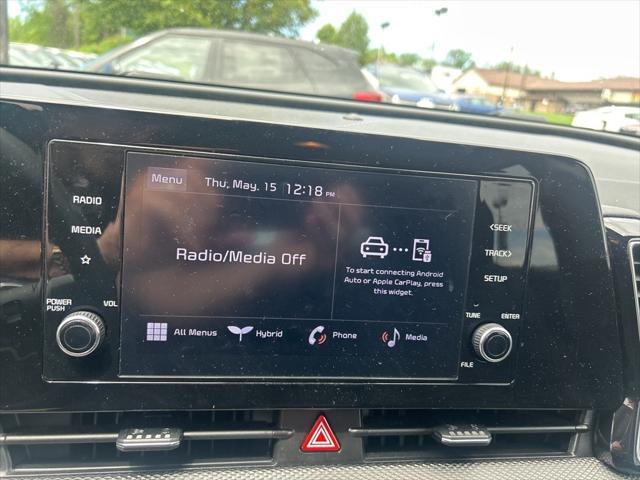 Menu Thu, May. 15 12:18 PM
RADIO
MEDIA
POWER
PUSH
VOL
Radio/Media Off
To start connecting Android
Auto or Apple CarPlay, press
this widget.
All Menus Hybrid Phone Media
<SEEK
TRACK>
SETUP
TUNE ENTER
FILE